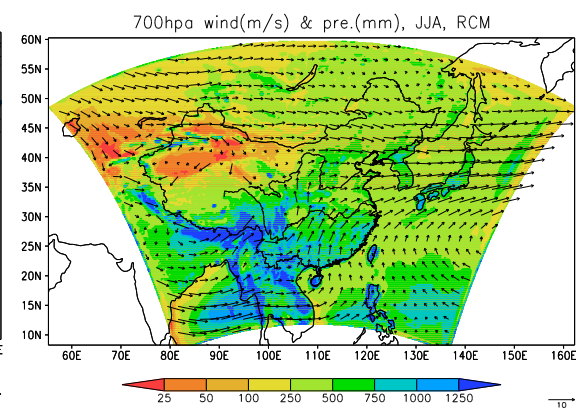 700hpa wind(m/s) & pre.(mm), JJA, RCM
60N
55N
50N
45N
40N
35N
30N
25N
20N
15N
10N
60E 70E 80E 90E 100E 110E 120E 130E 140E 150E 160E
25 50 100 250 500 750 1000 1250
10